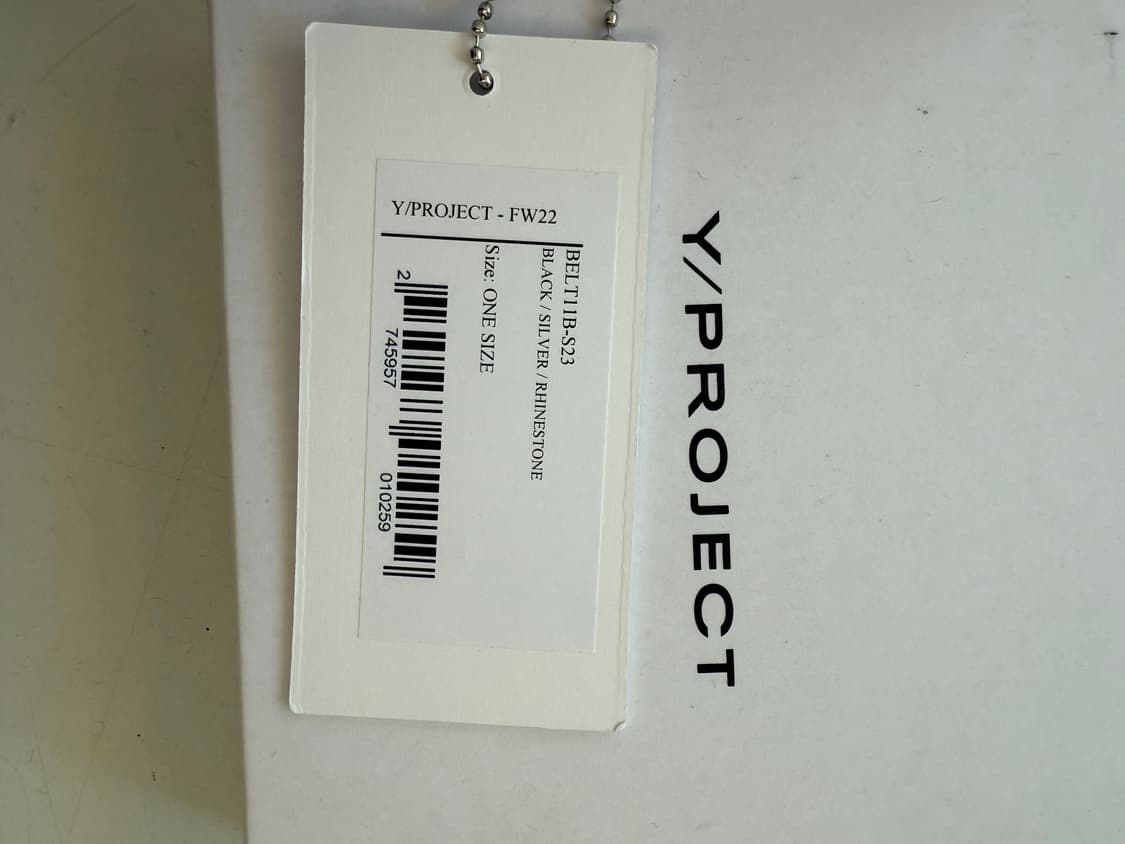 Y/PROJECT - FW22
BELT11B-S23
BLACK / SILVER / RHINESTONE
Size: ONE SIZE
2 745957 010259
Y/PROJECT